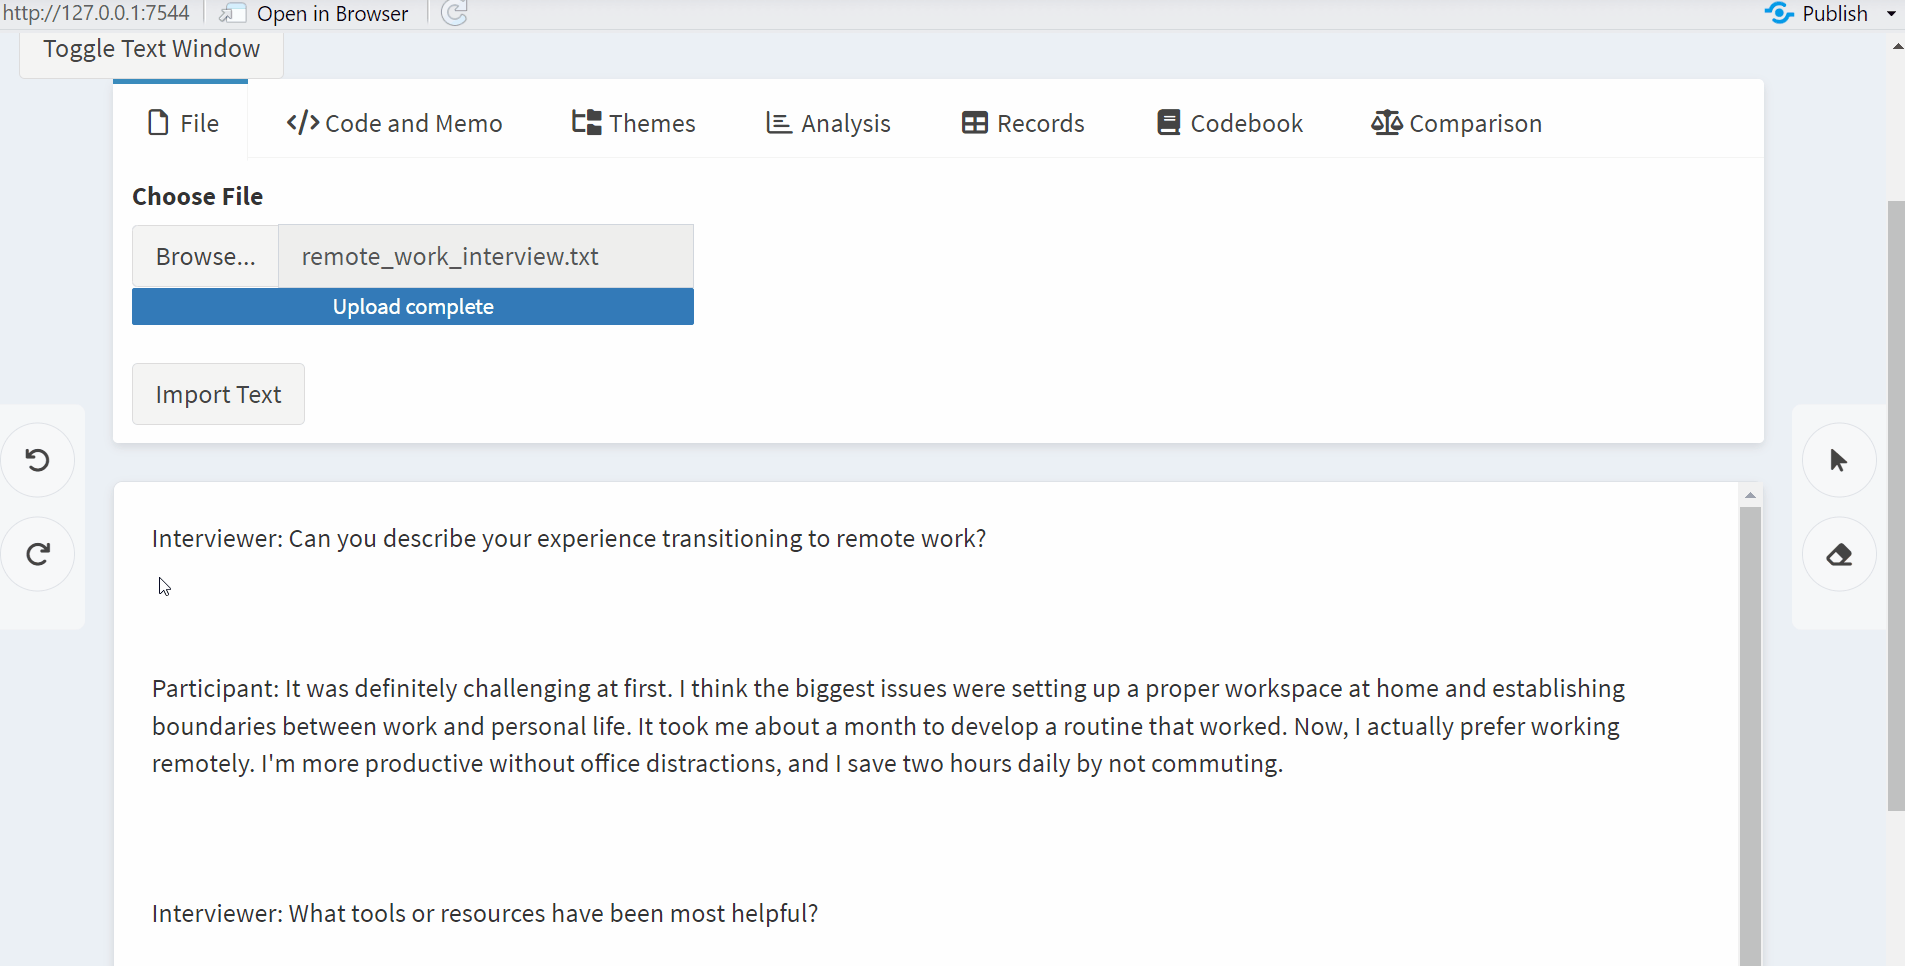 http://127.0.0.1:7544 Open in Browser Publish
Toggle Text Window
File Code and Memo Themes Analysis Records Codebook Comparison
Choose File
Browse... remote_work_interview.txt
Upload complete
Import Text
Interviewer: Can you describe your experience transitioning to remote work?
Participant: It was definitely challenging at first. I think the biggest issues were setting up a proper workspace at home and establishing
boundaries between work and personal life. It took me about a month to develop a routine that worked. Now, I actually prefer working
remotely. I'm more productive without office distractions, and I save two hours daily by not commuting.
Interviewer: What tools or resources have been most helpful?